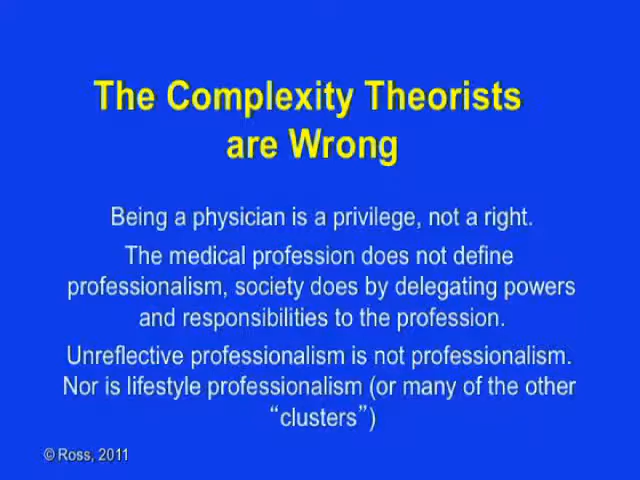 The Complexity Theorists
are Wrong
Being a physician is a privilege, not a right.
The medical profession does not define
professionalism, society does by delegating powers
and responsibilities to the profession.
Unreflective professionalism is not professionalism.
Nor is lifestyle professionalism (or many of the other
“clusters”)
© Ross, 2011